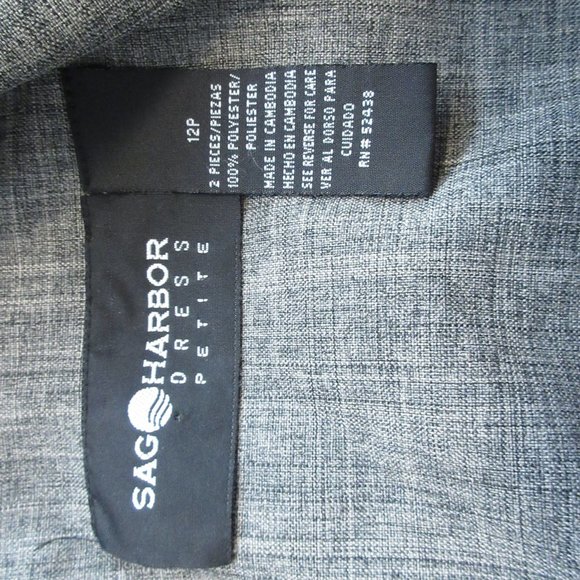 12P
2 PIECES/PIEZAS
100% POLYESTER/
POLIESTER
MADE IN CAMBODIA
HECHO EN CAMBODIA
SEE REVERSE FOR CARE
VER AL DORSO PARA
CUIDADO
RN# 52438
SAG HARBOR
DRESS
PETITE